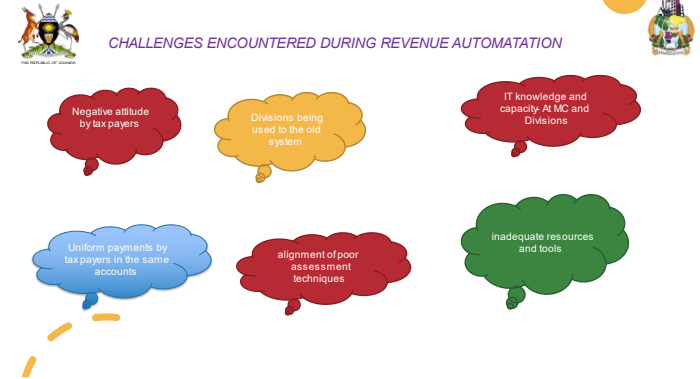 CHALLENGES ENCOUNTERED DURING REVENUE AUTOMATATION
THE REPUBLIC OF UGANDA
Negative attitude
by tax payers
Divisions being
used to the old
system
IT knowledge and
capacity- At MC and
Divisions
Uniform payments by
tax payers in the same
accounts
alignment of poor
assessment
techniques
inadequate resources
and tools